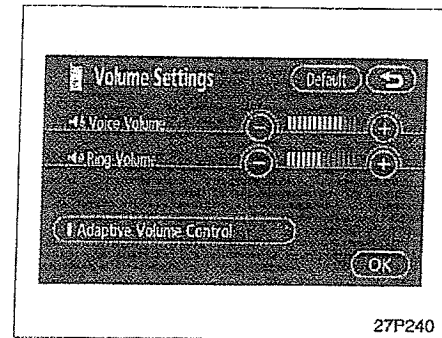 Volume Settings Default
Voice Volume
Ring Volume
Adaptive Volume Control
OK
27P240